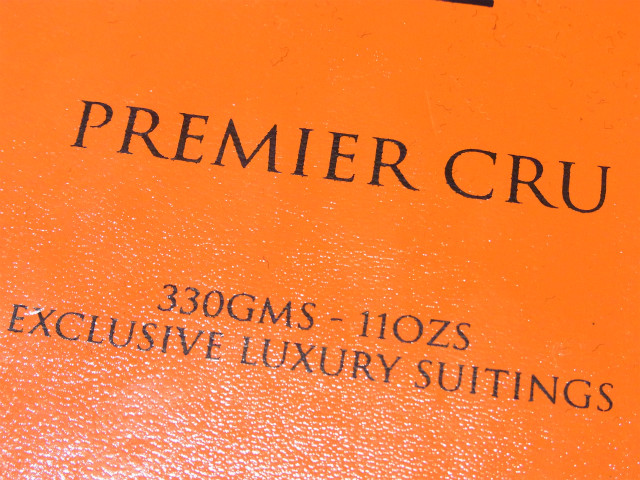 PREMIER CRU
330GMS - 11OZS
EXCLUSIVE LUXURY SUITINGS